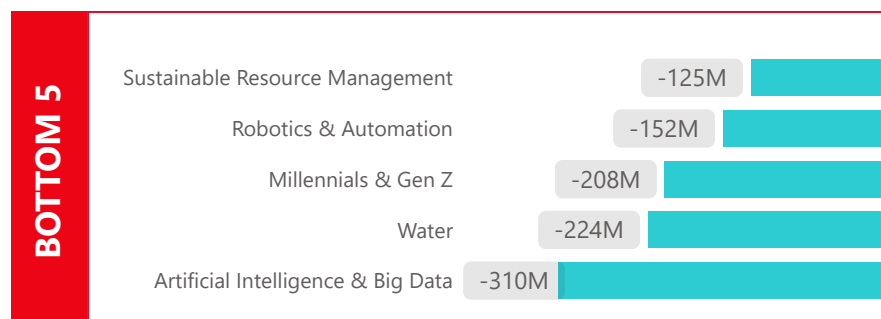 BOTTOM 5
Sustainable Resource Management -125M
Robotics & Automation -152M
Millennials & Gen Z -208M
Water -224M
Artificial Intelligence & Big Data -310M